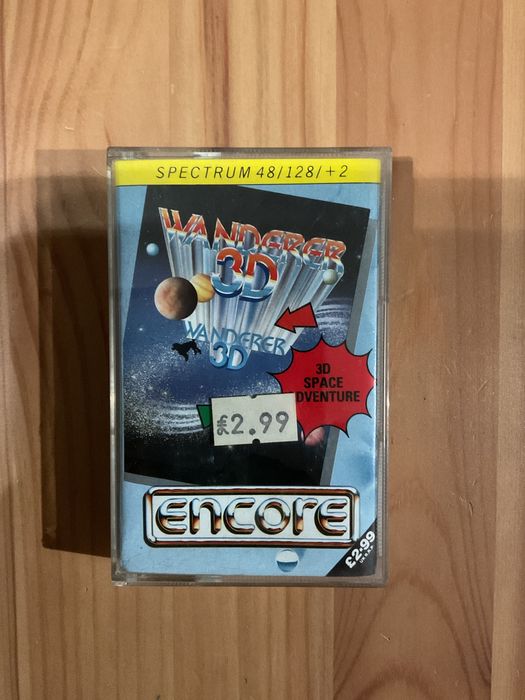 SPECTRUM 48/128/+2
WANDERER
3D
WANDERER
3D
3D
SPACE
DVENTURE
£2.99
ENCORE
£2.99